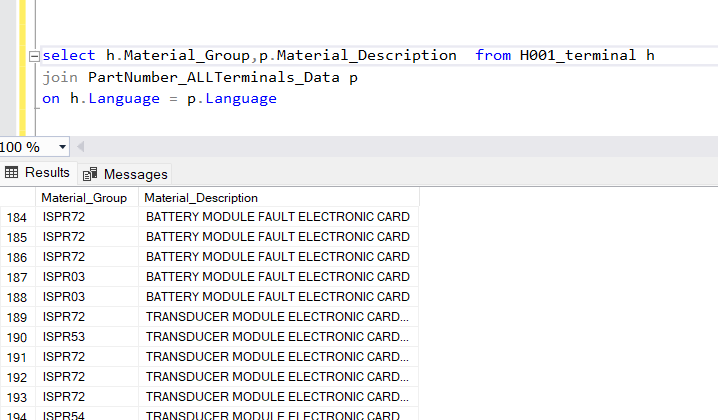 select h.Material_Group,p.Material_Description  from H001_terminal h
join PartNumber_ALLTerminals_Data p
on h.Language = p.Language
100 %
Results Messages
Material_Group Material_Description
184 ISPR72 BATTERY MODULE FAULT ELECTRONIC CARD
185 ISPR72 BATTERY MODULE FAULT ELECTRONIC CARD
186 ISPR72 BATTERY MODULE FAULT ELECTRONIC CARD
187 ISPR03 BATTERY MODULE FAULT ELECTRONIC CARD
188 ISPR03 BATTERY MODULE FAULT ELECTRONIC CARD
189 ISPR72 TRANSDUCER MODULE ELECTRONIC CARD...
190 ISPR53 TRANSDUCER MODULE ELECTRONIC CARD...
191 ISPR72 TRANSDUCER MODULE ELECTRONIC CARD...
192 ISPR72 TRANSDUCER MODULE ELECTRONIC CARD...
193 ISPR72 TRANSDUCER MODULE ELECTRONIC CARD...
194 ISPR54 TRANSDUCER MODULE ELECTRONIC CARD